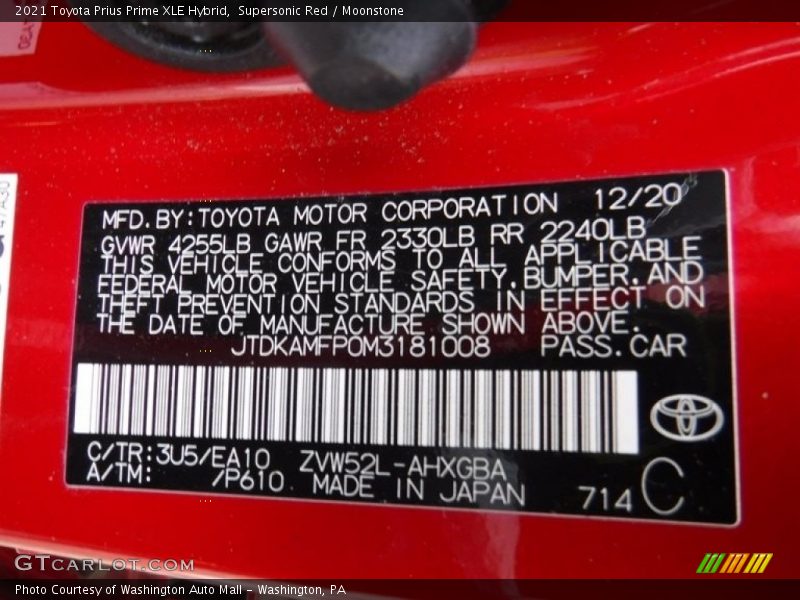 2021 Toyota Prius Prime XLE Hybrid, Supersonic Red / Moonstone
MFD. BY: TOYOTA MOTOR CORPORATION 12/20
GVWR 4255LB GAWR FR 2330LB RR 2240LB
THIS VEHICLE CONFORMS TO ALL APPLICABLE
FEDERAL MOTOR VEHICLE SAFETY, BUMPER, AND
THEFT PREVENTION STANDARDS IN EFFECT ON
THE DATE OF MANUFACTURE SHOWN ABOVE.
JTDKAMFP0M3181008 PASS. CAR
C/TR: 3U5/EA10 ZVW52L-AHXGBA
A/TM: /P610 MADE IN JAPAN 714 C
GTCARLOT.COM
Photo Courtesy of Washington Auto Mall - Washington, PA